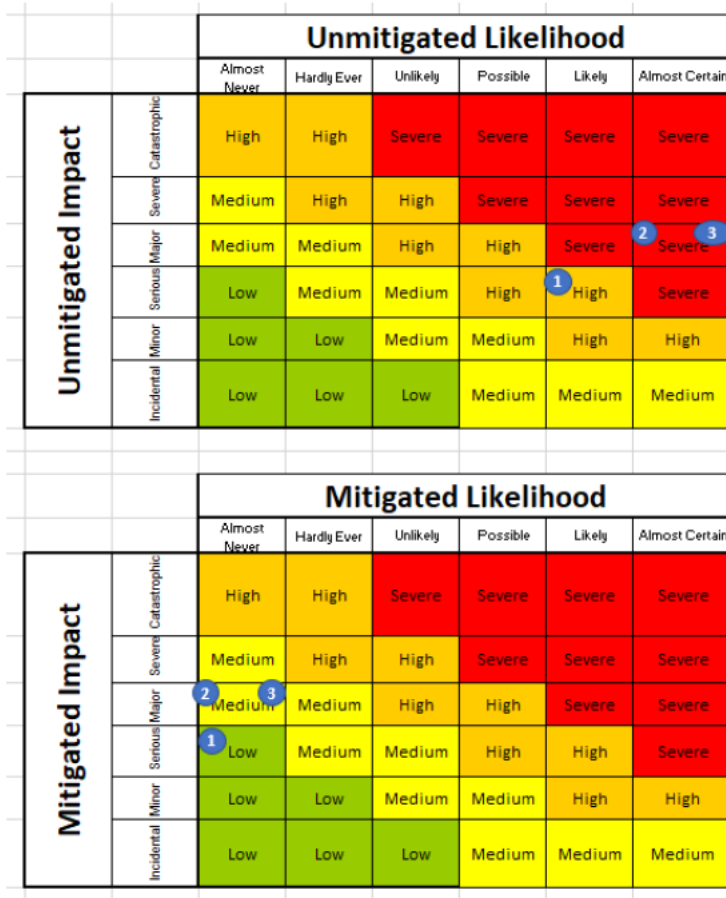 Unmitigated Likelihood
Almost Never Hardly Ever Unlikely Possible Likely Almost Certain
Unmitigated Impact
Catastrophic High High Severe Severe Severe Severe
Severe Medium High High Severe Severe Severe
Major Medium Medium High High Severe 2 Severe 3
Serious Low Medium Medium High 1 High Severe
Minor Low Low Medium Medium High High
Incidental Low Low Low Medium Medium Medium
Mitigated Likelihood
Almost Never Hardly Ever Unlikely Possible Likely Almost Certain
Mitigated Impact
Catastrophic High High Severe Severe Severe Severe
Severe Medium High High Severe Severe Severe
Major 2 Medium 3 Medium High High Severe Severe
Serious 1 Low Medium Medium High High Severe
Minor Low Low Medium Medium High High
Incidental Low Low Low Medium Medium Medium